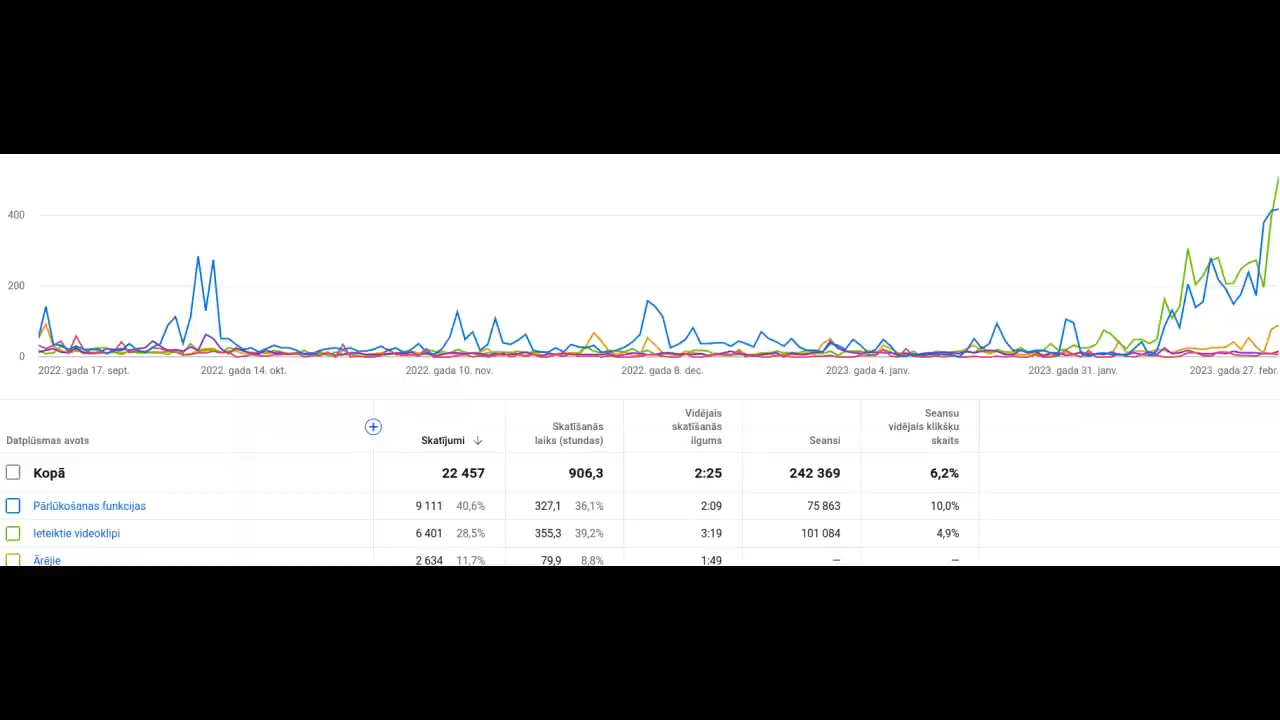 400
200
0
2022. gada 17. sept. 2022. gada 14. okt. 2022. gada 10. nov. 2022. gada 8. dec. 2023. gada 4. janv. 2023. gada 31. janv. 2023. gada 27. febr.
Datplūsmas avots
Skatījumi
Skatīšanās
laiks (stundas)
Vidējais
skatīšanās
ilgums
Seansi
Seansu
vidējais klikšķu
skaits
Kopā 22 457 906,3 2:25 242 369 6,2%
Pārlūkošanas funkcijas 9 111 40,6% 327,1 36,1% 2:09 75 863 10,0%
Ieteiktie videoklipi 6 401 28,5% 355,3 39,2% 3:19 101 084 4,9%
Ārējie 2 634 11,7% 79,9 8,8% 1:49 — —